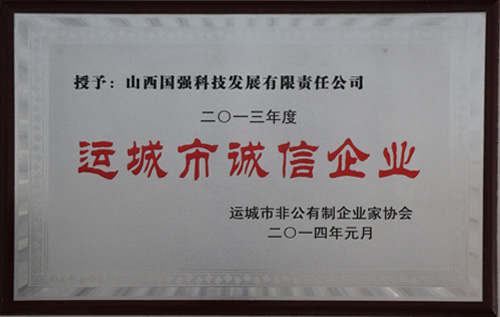 授予：山西国强科技发展有限责任公司
二〇一三年度
运城市诚信企业
运城市非公有制企业家协会
二〇一四年元月